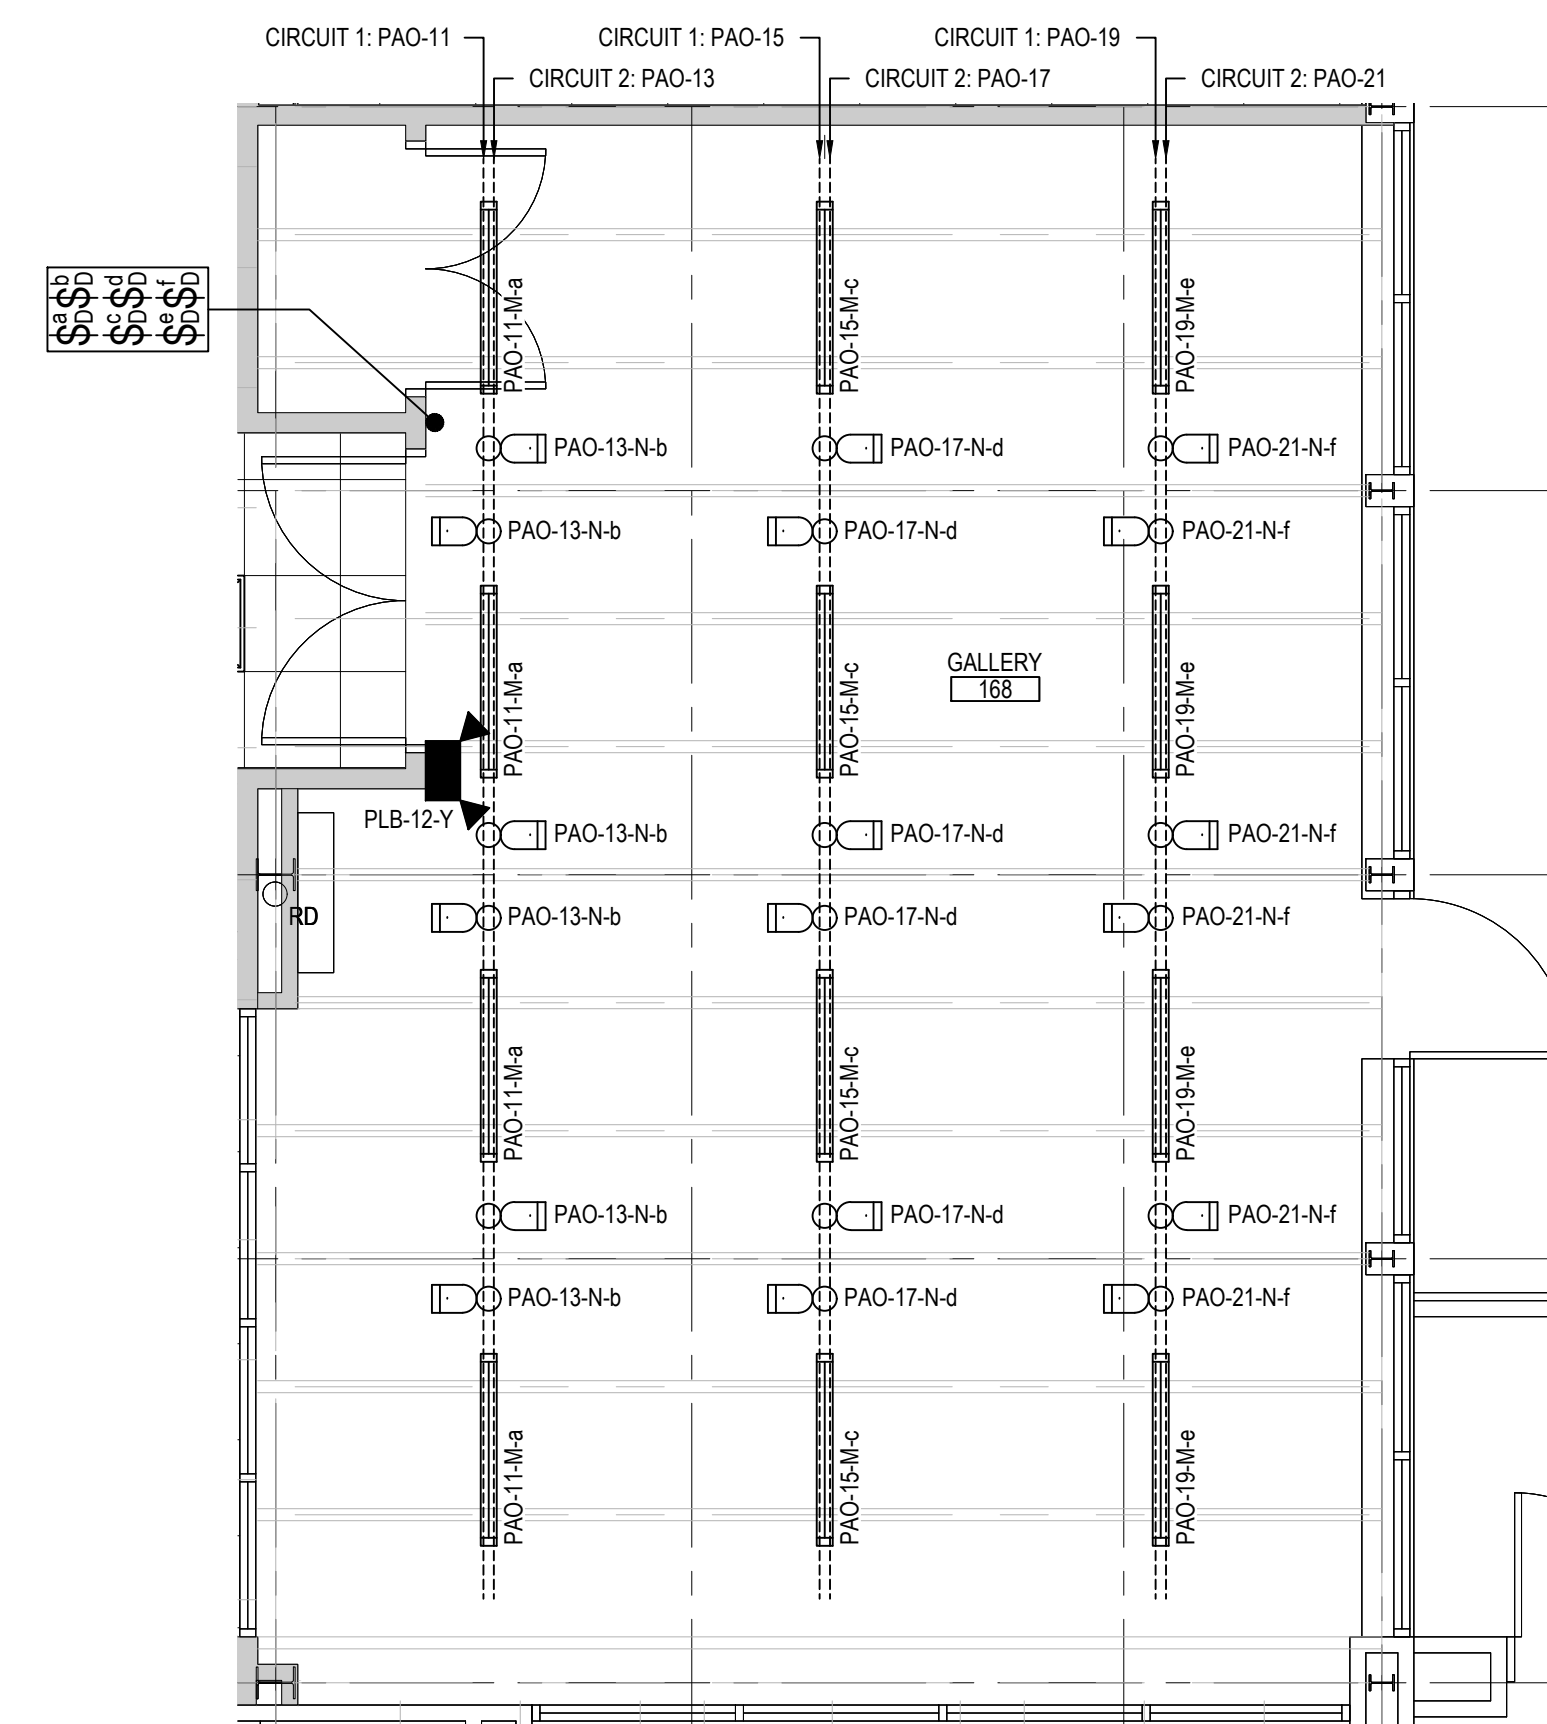 CIRCUIT 1: PAO-11
CIRCUIT 1: PAO-15
CIRCUIT 1: PAO-19
CIRCUIT 2: PAO-13
CIRCUIT 2: PAO-17
CIRCUIT 2: PAO-21
$D a $D b
$D c $D d
$D e $D f
PAO-11-M-a
PAO-15-M-c
PAO-19-M-e
PAO-13-N-b
PAO-17-N-d
PAO-21-N-f
PAO-13-N-b
PAO-17-N-d
PAO-21-N-f
GALLERY
168
PAO-11-M-a
PAO-15-M-c
PAO-19-M-e
PLB-12-Y
PAO-13-N-b
PAO-17-N-d
PAO-21-N-f
RD
PAO-13-N-b
PAO-17-N-d
PAO-21-N-f
PAO-11-M-a
PAO-15-M-c
PAO-19-M-e
PAO-13-N-b
PAO-17-N-d
PAO-21-N-f
PAO-13-N-b
PAO-17-N-d
PAO-21-N-f
PAO-11-M-a
PAO-15-M-c
PAO-19-M-e